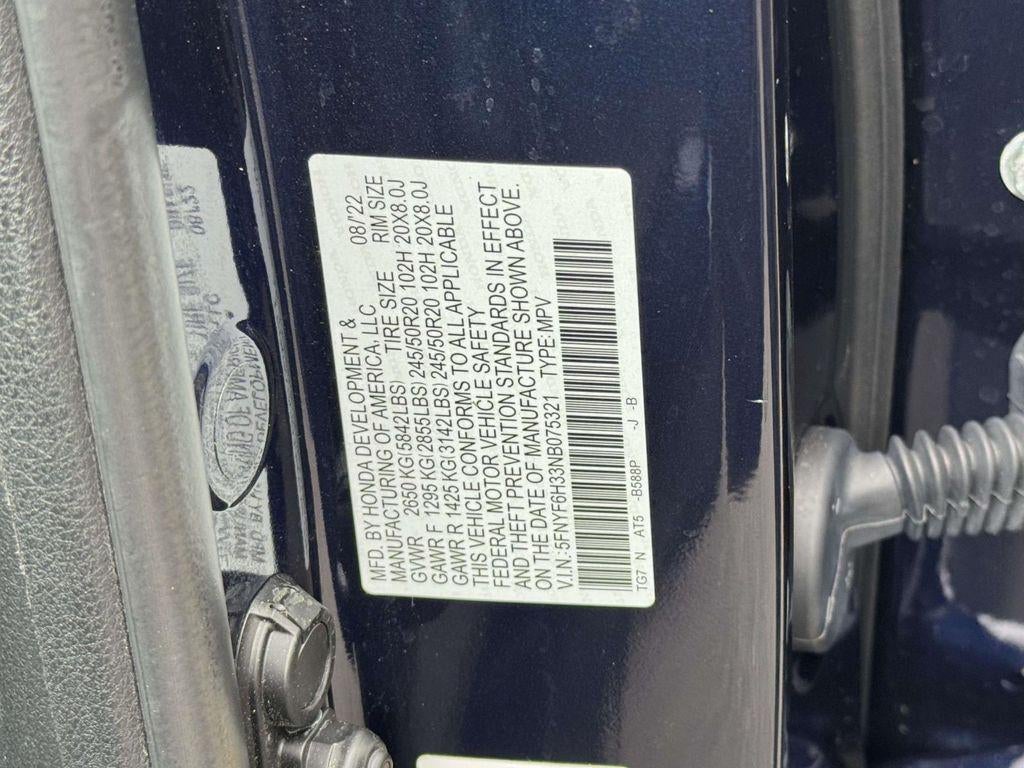 MFD. BY HONDA DEVELOPMENT & 08/22
MANUFACTURING OF AMERICA, LLC TIRE SIZE RIM SIZE
GVWR 2650 KG(5842LBS)
GAWR F 1295 KG(2855LBS) 245/50R20 102H 20X8.0J
GAWR R 1425 KG(3142LBS) 245/50R20 102H 20X8.0J
THIS VEHICLE CONFORMS TO ALL APPLICABLE
FEDERAL MOTOR VEHICLE SAFETY
AND THEFT PREVENTION STANDARDS IN EFFECT
ON THE DATE OF MANUFACTURE SHOWN ABOVE.
V.I.N.:5FNYF6H33NB075321 TYPE:MPV
TG7 N AT5 -B588P -J -B